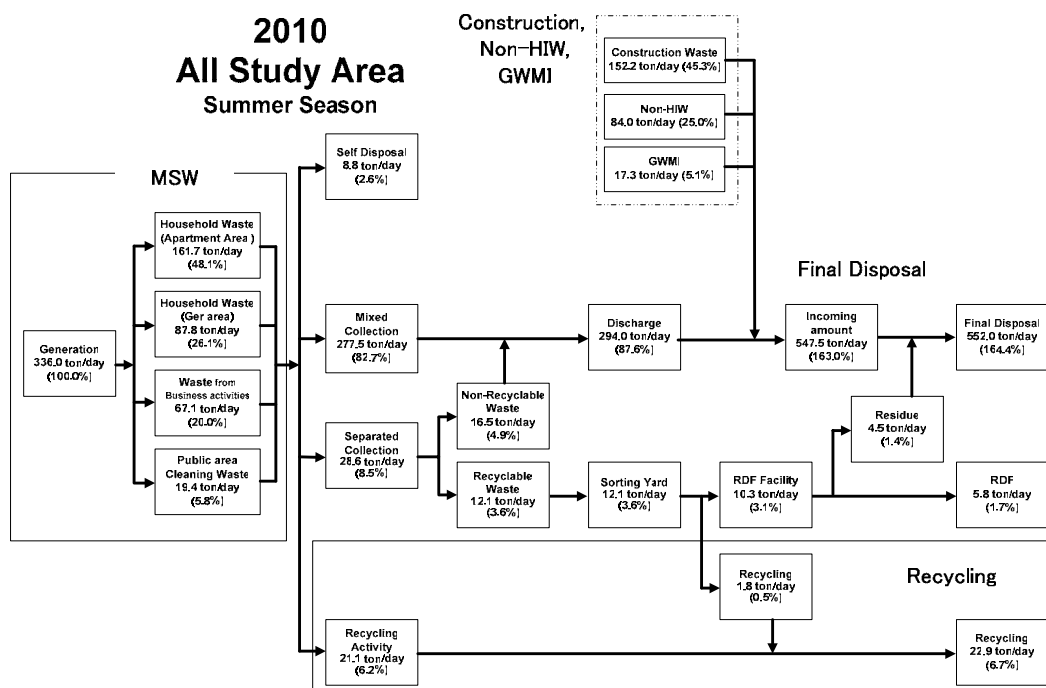 2010
All Study Area
Summer Season
Construction,
Non-HIW,
GWMI
Construction Waste
152.2 ton/day (45.3%)
Non-HIW
84.0 ton/day (25.0%)
GWMI
17.3 ton/day (5.1%)
MSW
Generation
336.0 ton/day
(100.0%)
Household Waste
(Apartment Area )
161.7 ton/day
(48.1%)
Household Waste
(Ger area)
87.8 ton/day
(26.1%)
Waste from
Business activities
67.1 ton/day
(20.0%)
Public area
Cleaning Waste
19.4 ton/day
(5.8%)
Self Disposal
8.8 ton/day
(2.6%)
Mixed
Collection
277.5 ton/day
(82.7%)
Separated
Collection
28.6 ton/day
(8.5%)
Non-Recyclable
Waste
16.5 ton/day
(4.9%)
Recyclable
Waste
12.1 ton/day
(3.6%)
Discharge
294.0 ton/day
(87.6%)
Sorting Yard
12.1 ton/day
(3.6%)
RDF Facility
10.3 ton/day
(3.1%)
Final Disposal
Incoming
amount
547.5 ton/day
(163.0%)
Final Disposal
552.0 ton/day
(164.4%)
Residue
4.5 ton/day
(1.4%)
RDF
5.8 ton/day
(1.7%)
Recycling
Recycling
1.8 ton/day
(0.5%)
Recycling
Activity
21.1 ton/day
(6.2%)
Recycling
22.9 ton/day
(6.7%)